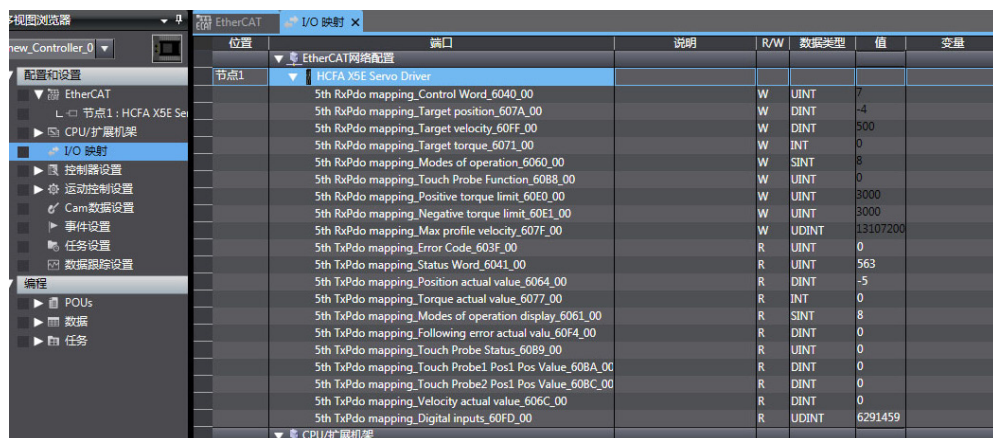 多视图浏览器
EtherCAT
I/O 映射
new_Controller_0
位置 端口 说明 R/W 数据类型 值 变量
EtherCAT网络配置
节点1 HCFA X5E Servo Driver
5th RxPdo mapping_Control Word_6040_00 W UINT 7
5th RxPdo mapping_Target position_607A_00 W DINT -4
5th RxPdo mapping_Target velocity_60FF_00 W DINT 500
5th RxPdo mapping_Target torque_6071_00 W INT 0
5th RxPdo mapping_Modes of operation_6060_00 W SINT 8
5th RxPdo mapping_Touch Probe Function_60B8_00 W UINT 0
5th RxPdo mapping_Positive torque limit_60E0_00 W UINT 3000
5th RxPdo mapping_Negative torque limit_60E1_00 W UINT 3000
5th RxPdo mapping_Max profile velocity_607F_00 W UDINT 13107200
5th TxPdo mapping_Error Code_603F_00 R UINT 0
5th TxPdo mapping_Status Word_6041_00 R UINT 563
5th TxPdo mapping_Position actual value_6064_00 R DINT -5
5th TxPdo mapping_Torque actual value_6077_00 R INT 0
5th TxPdo mapping_Modes of operation display_6061_00 R SINT 8
5th TxPdo mapping_Following error actual valu_60F4_00 R DINT 0
5th TxPdo mapping_Touch Probe Status_60B9_00 R UINT 0
5th TxPdo mapping_Touch Probe1 Pos1 Pos Value_60BA_00 R DINT 0
5th TxPdo mapping_Touch Probe2 Pos1 Pos Value_60BC_00 R DINT 0
5th TxPdo mapping_Velocity actual value_606C_00 R DINT 0
5th TxPdo mapping_Digital inputs_60FD_00 R UDINT 6291459
CPU/扩展机架
配置和设置
EtherCAT
节点1 : HCFA X5E Se
CPU/扩展机架
I/O 映射
控制器设置
运动控制设置
Cam数据设置
事件设置
任务设置
数据跟踪设置
编程
POUs
数据
任务